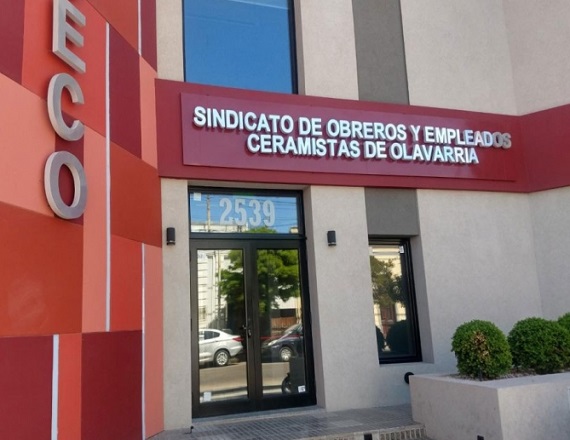 ECO
SINDICATO DE OBREROS Y EMPLEADOS
CERAMISTAS DE OLAVARRIA
2539